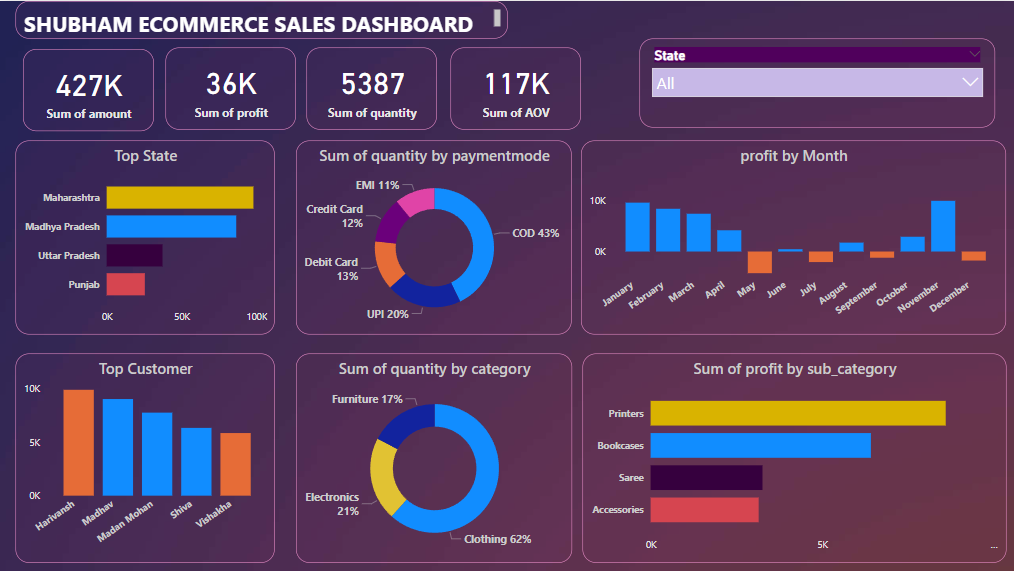 SHUBHAM ECOMMERCE SALES DASHBOARD
427K
Sum of amount
36K
Sum of profit
5387
Sum of quantity
117K
Sum of AOV
State
All
Top State
Maharashtra
Madhya Pradesh
Uttar Pradesh
Punjab
0K 50K 100K
Sum of quantity by paymentmode
EMI 11%
Credit Card
12%
Debit Card
13%
UPI 20%
COD 43%
profit by Month
10K
0K
January February March April May June July August September October November December
Top Customer
10K
5K
0K
Harivansh Madhav Madan Mohan Shiva Vishakha
Sum of quantity by category
Furniture 17%
Electronics
21%
Clothing 62%
Sum of profit by sub_category
Printers
Bookcases
Saree
Accessories
0K 5K ...